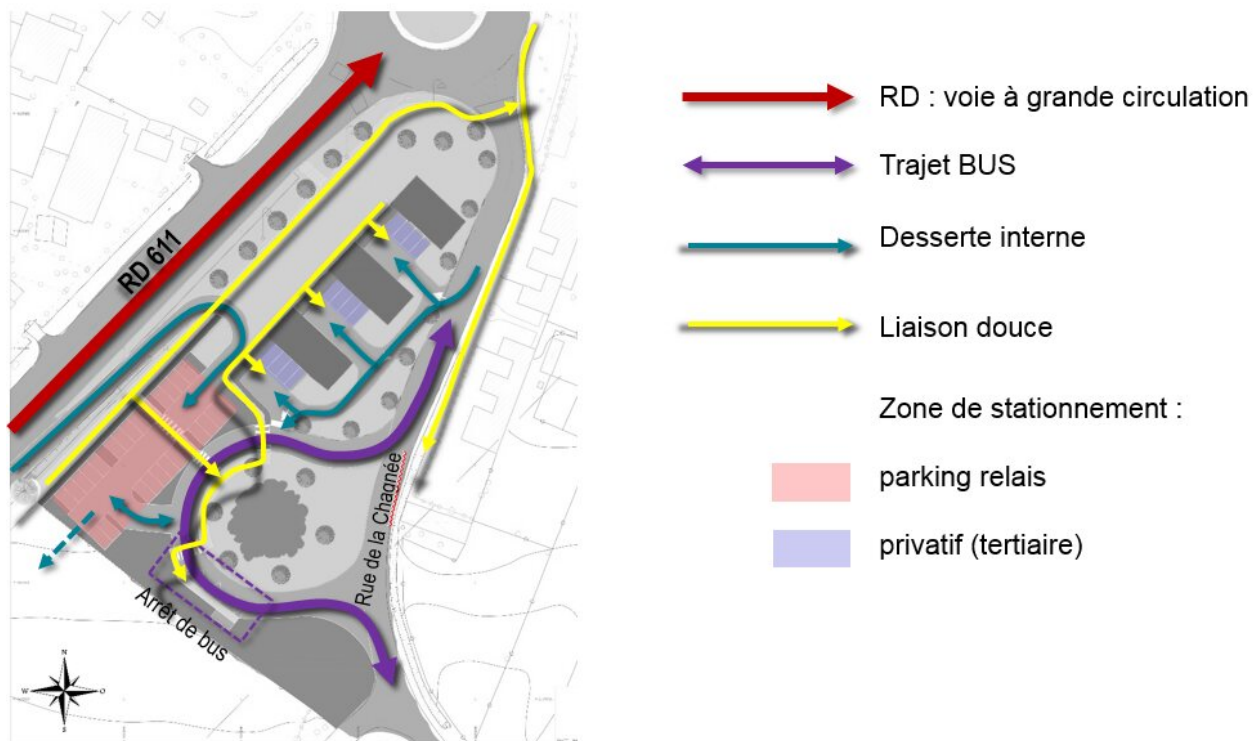 RD 611
Rue de la Chagnée
Arrêt de bus
N
W
O
S
RD : voie à grande circulation
Trajet BUS
Desserte interne
Liaison douce
Zone de stationnement :
parking relais
privatif (tertiaire)